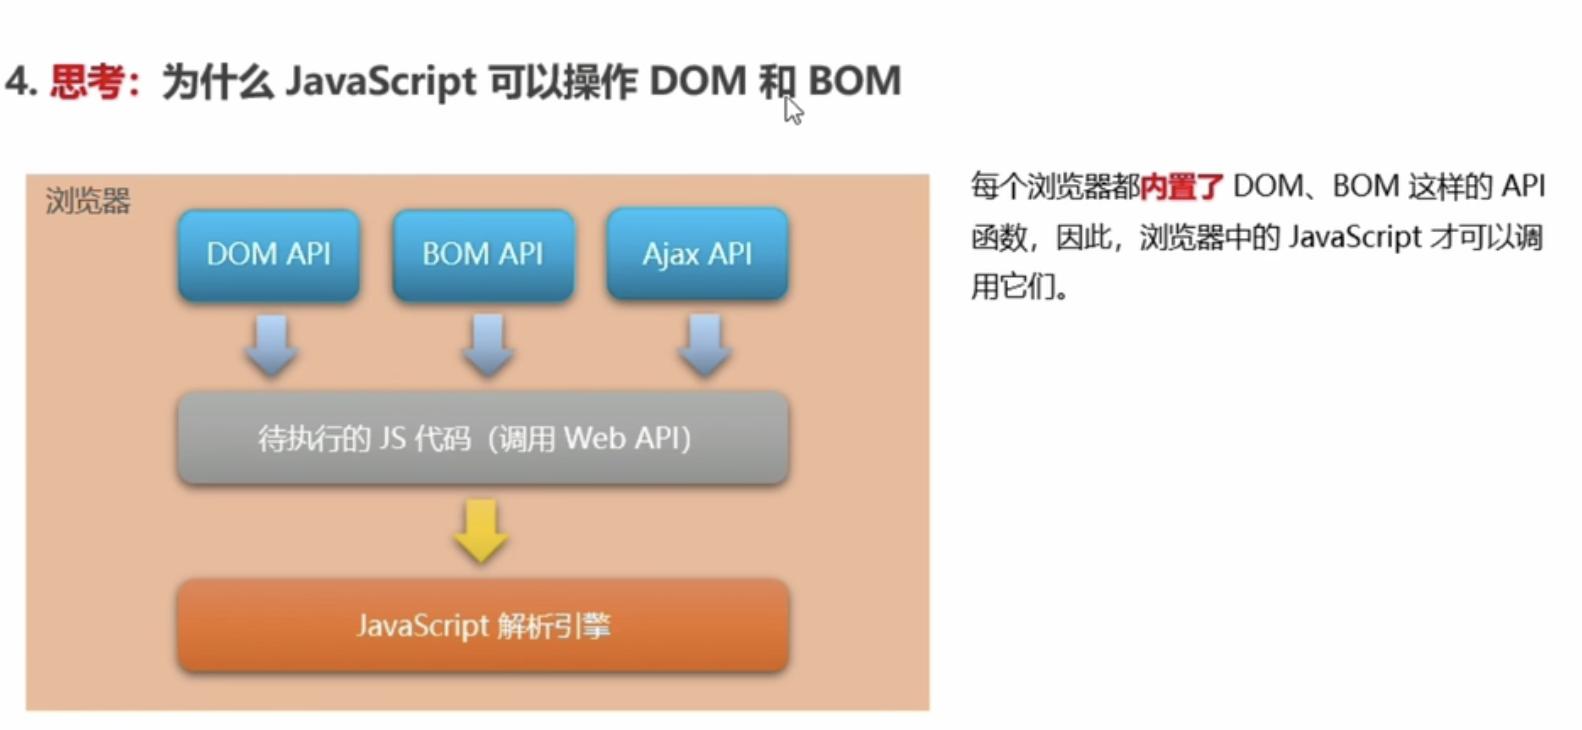 4. 思考：为什么 JavaScript 可以操作 DOM 和 BOM
浏览器
DOM API
BOM API
Ajax API
待执行的 JS 代码（调用 Web API）
JavaScript 解析引擎
每个浏览器都内置了 DOM、BOM 这样的 API
函数，因此，浏览器中的 JavaScript 才可以调
用它们。